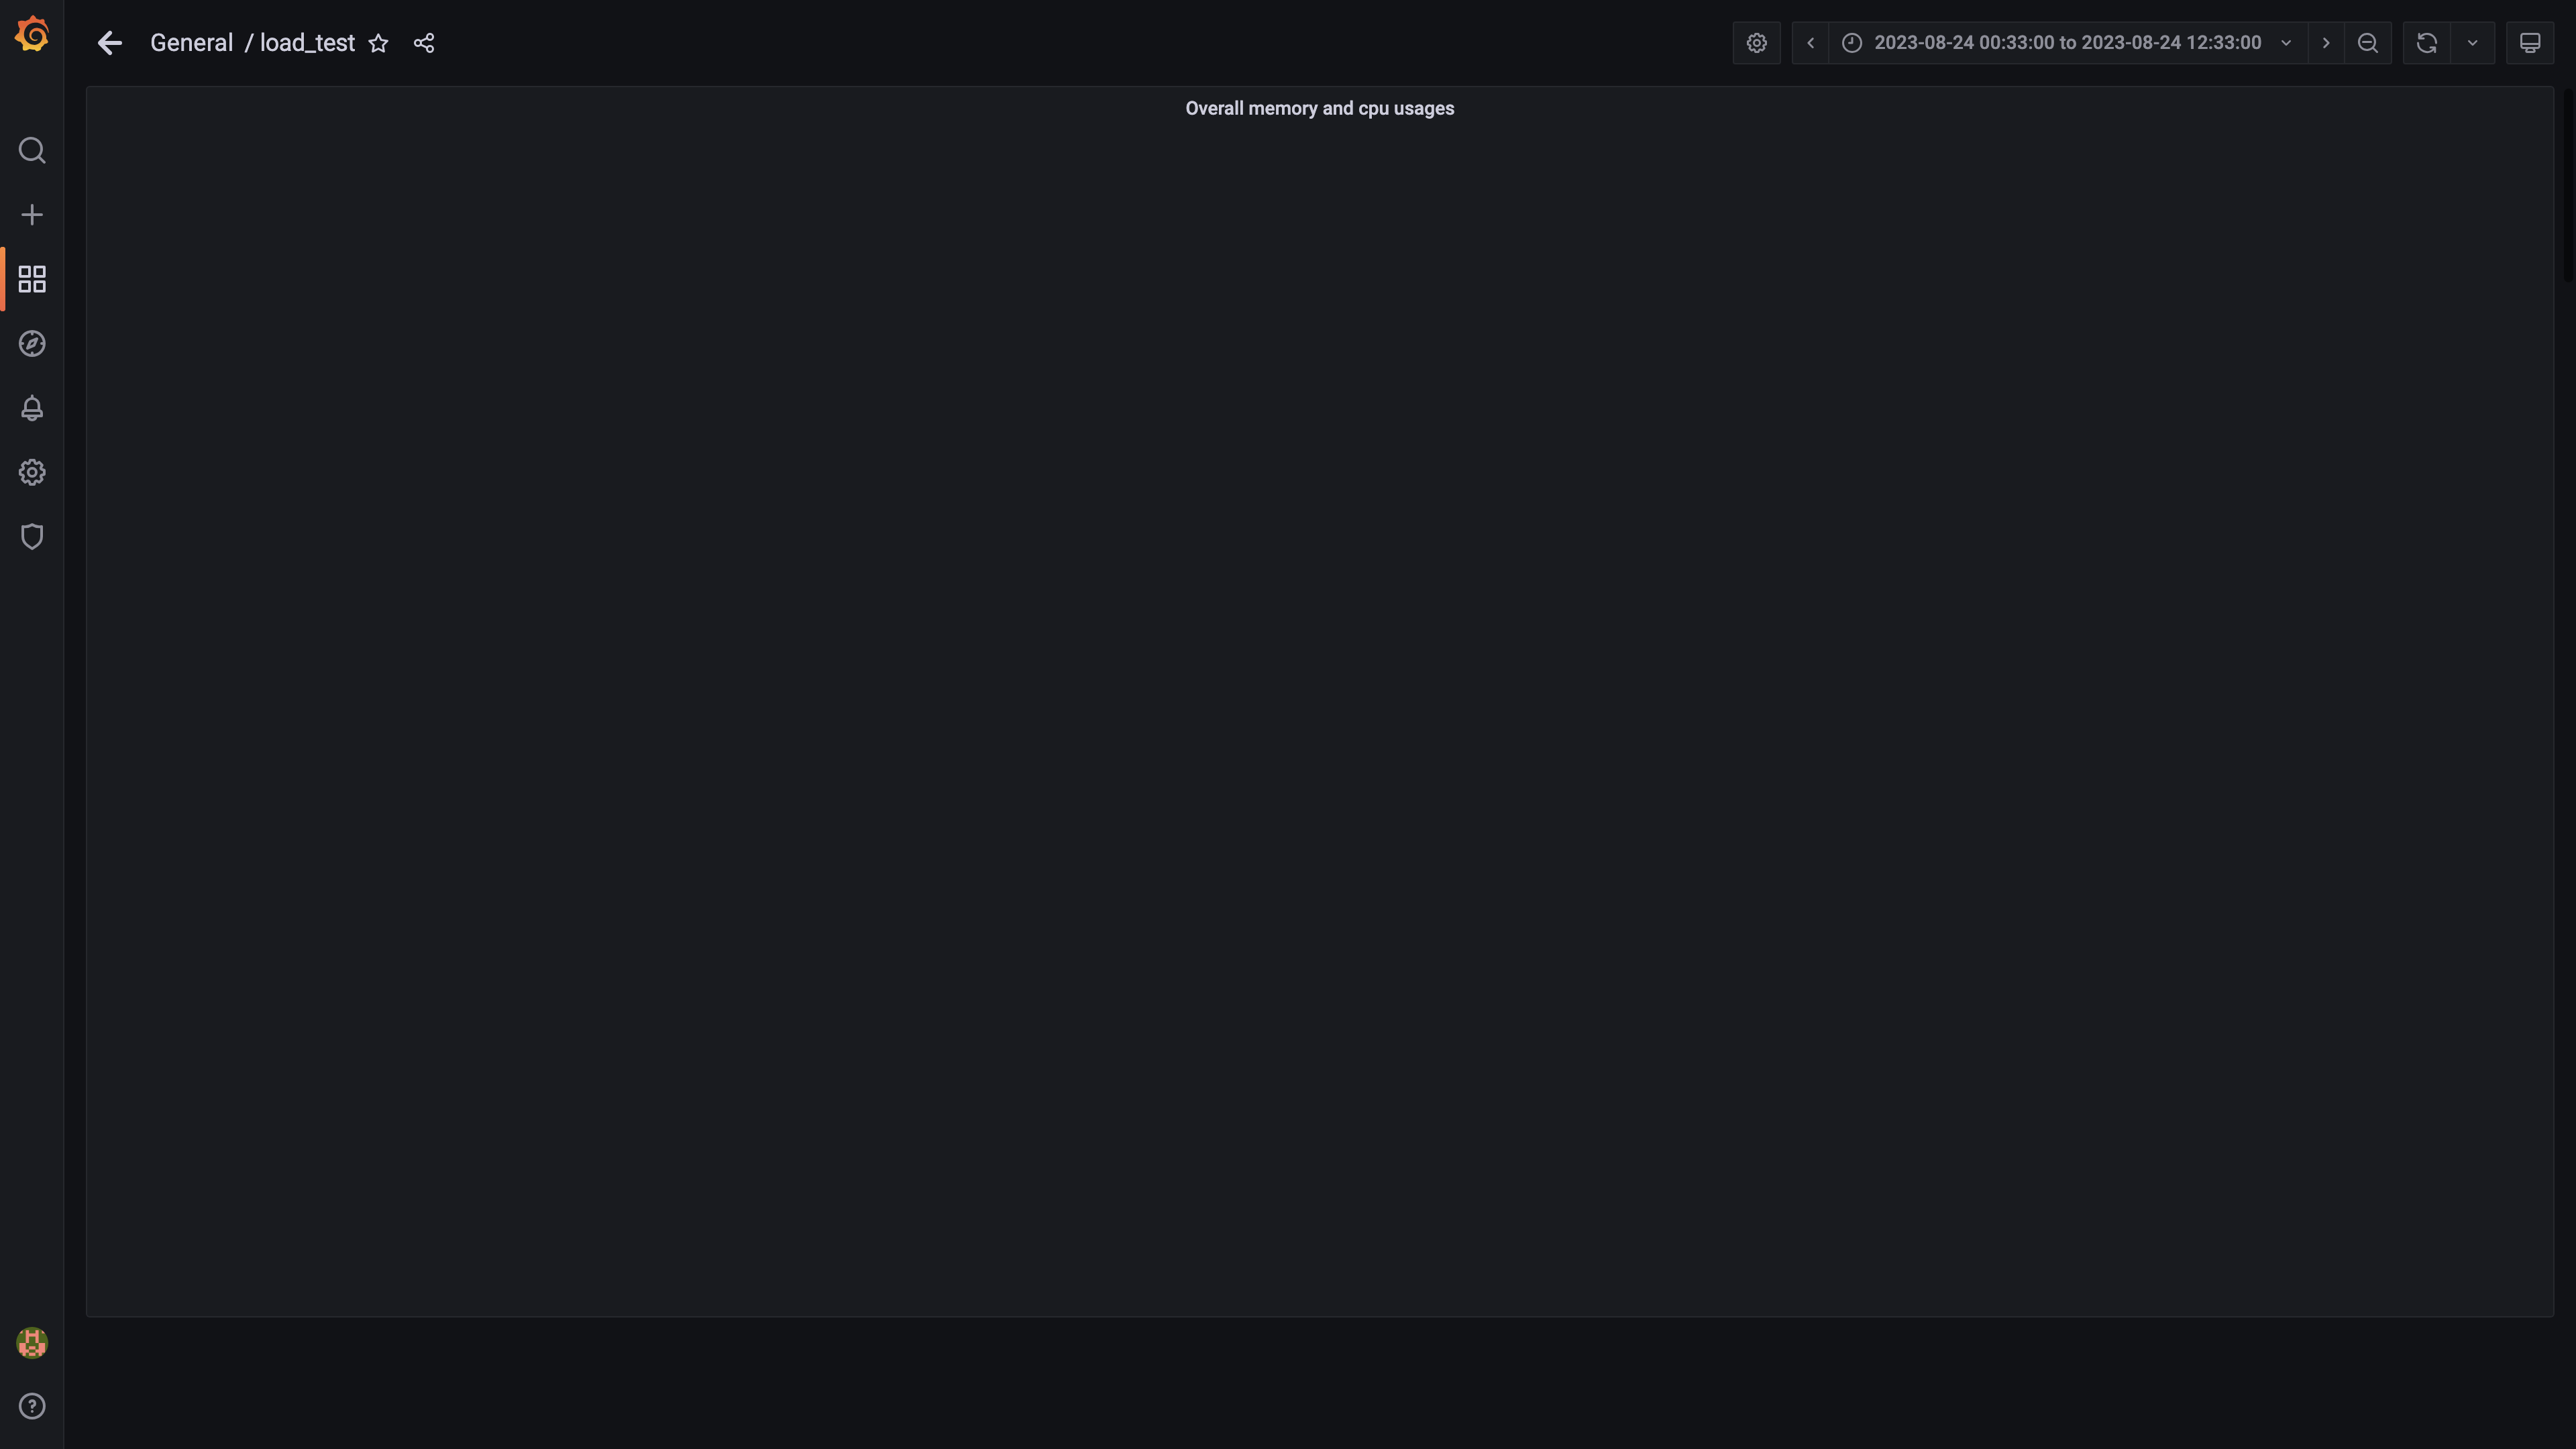 General / load_test
2023-08-24 00:33:00 to 2023-08-24 12:33:00
Overall memory and cpu usages